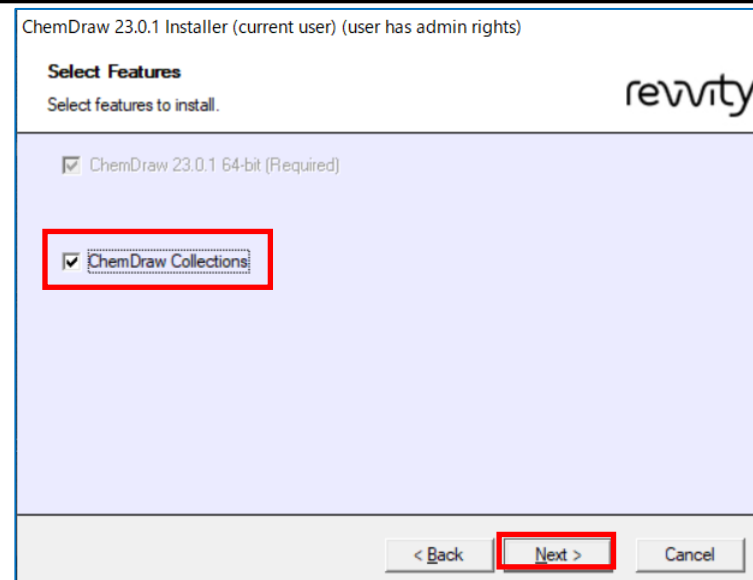 ChemDraw 23.0.1 Installer (current user) (user has admin rights)
Select Features
Select features to install.
revvity
ChemDraw 23.0.1 64-bit (Required)
ChemDraw Collections
< Back Next > Cancel